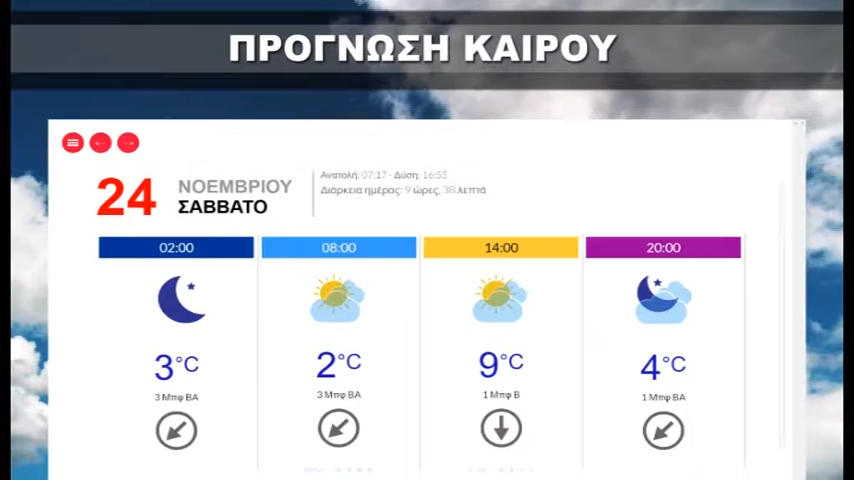 ΠΡΟΓΝΩΣΗ ΚΑΙΡΟΥ
24
ΝΟΕΜΒΡΙΟΥ
ΣΑΒΒΑΤΟ
Ανατολή: 07:17 - Δύση: 16:55
Διάρκεια ημέρας: 9 ώρες, 38 λεπτά
02:00 08:00 14:00 20:00
3°C 2°C 9°C 4°C
3 Μπφ ΒΑ 3 Μπφ ΒΑ 1 Μπφ Β 1 Μπφ ΒΑ